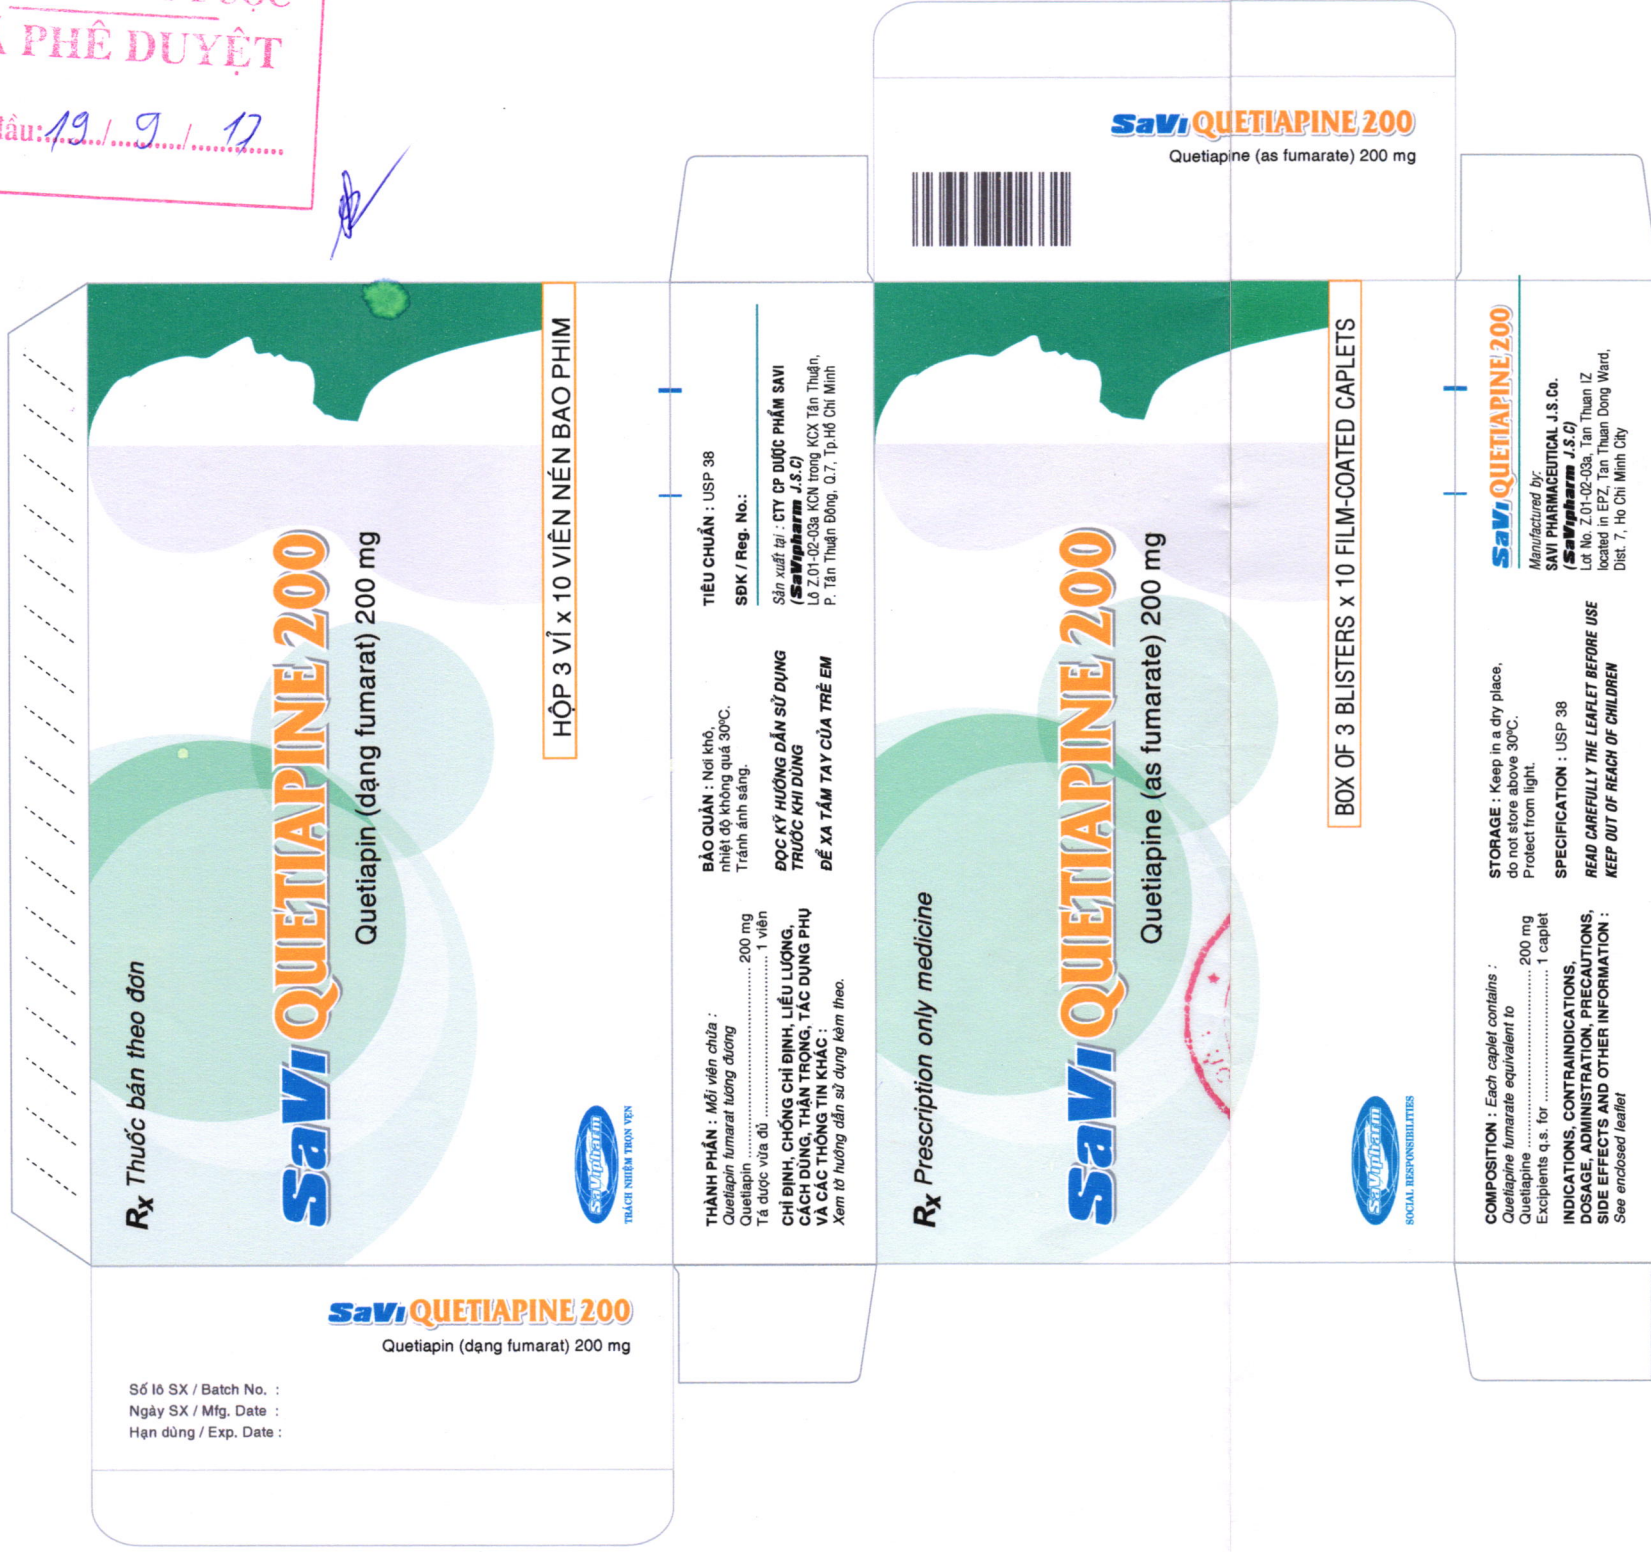 PHÊ DUYỆT
đầu:19/9/17
Rx Thuốc bán theo đơn
SaVi QUETIAPINE 200
Quetiapin (dạng fumarat) 200 mg
HỘP 3 VỈ x 10 VIÊN NÉN BAO PHIM
SaVipharm
TRÁCH NHIỆM TRỌN VẸN
THÀNH PHẦN : Mỗi viên chứa :
Quetiapin fumarat tương đương
Quetiapin ........................................ 200 mg
Tá dược vừa đủ ........................................ 1 viên
CHỈ ĐỊNH, CHỐNG CHỈ ĐỊNH, LIỀU LƯỢNG,
CÁCH DÙNG, THẬN TRỌNG, TÁC DỤNG PHỤ
VÀ CÁC THÔNG TIN KHÁC :
Xem tờ hướng dẫn sử dụng kèm theo.
BẢO QUẢN : Nơi khô,
nhiệt độ không quá 30ºC.
Tránh ánh sáng.
ĐỌC KỸ HƯỚNG DẪN SỬ DỤNG
TRƯỚC KHI DÙNG
ĐỂ XA TẦM TAY CỦA TRẺ EM
TIÊU CHUẨN : USP 38
SĐK / Reg. No.:
Sản xuất tại : CTY CP DƯỢC PHẨM SAVI
(SaVipharm J.S.C)
Lô Z.01-02-03a KCN trong KCX Tân Thuận,
P. Tân Thuận Đông, Q.7, Tp.Hồ Chí Minh
SaVi QUETIAPINE 200
Quetiapine (as fumarate) 200 mg
Rx Prescription only medicine
SaVi QUETIAPINE 200
Quetiapine (as fumarate) 200 mg
BOX OF 3 BLISTERS x 10 FILM-COATED CAPLETS
SaVipharm
SOCIAL RESPONSIBILITIES
COMPOSITION : Each caplet contains :
Quetiapine fumarate equivalent to
Quetiapine ........................................ 200 mg
Excipients q.s. for ........................................ 1 caplet
INDICATIONS, CONTRAINDICATIONS,
DOSAGE, ADMINISTRATION, PRECAUTIONS,
SIDE EFFECTS AND OTHER INFORMATION :
See enclosed leaflet
STORAGE : Keep in a dry place,
do not store above 30ºC.
Protect from light.
SPECIFICATION : USP 38
READ CAREFULLY THE LEAFLET BEFORE USE
KEEP OUT OF REACH OF CHILDREN
SaVi QUETIAPINE 200
Manufactured by:
SAVI PHARMACEUTICAL J.S.Co.
(SaVipharm J.S.C)
Lot No. Z.01-02-03a, Tan Thuan IZ
located in EPZ, Tan Thuan Dong Ward,
Dist. 7, Ho Chi Minh City
SaVi QUETIAPINE 200
Quetiapin (dạng fumarat) 200 mg
Số lô SX / Batch No. :
Ngày SX / Mfg. Date :
Hạn dùng / Exp. Date :